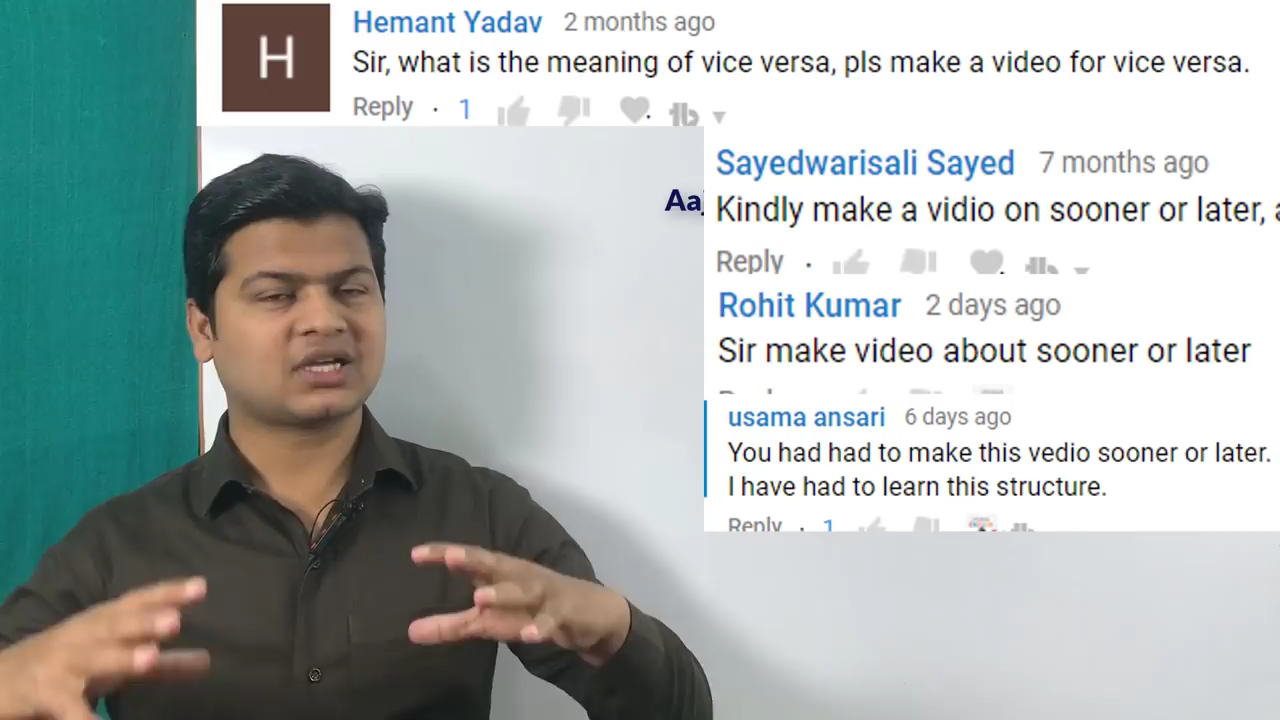 H
Hemant Yadav 2 months ago
Sir, what is the meaning of vice versa, pls make a video for vice versa.
Reply · 1
Aaj
Sayedwarisali Sayed 7 months ago
Kindly make a vidio on sooner or later,
Reply ·
Rohit Kumar 2 days ago
Sir make video about sooner or later
usama ansari 6 days ago
You had had to make this vedio sooner or later.
I have had to learn this structure.
Reply · 1